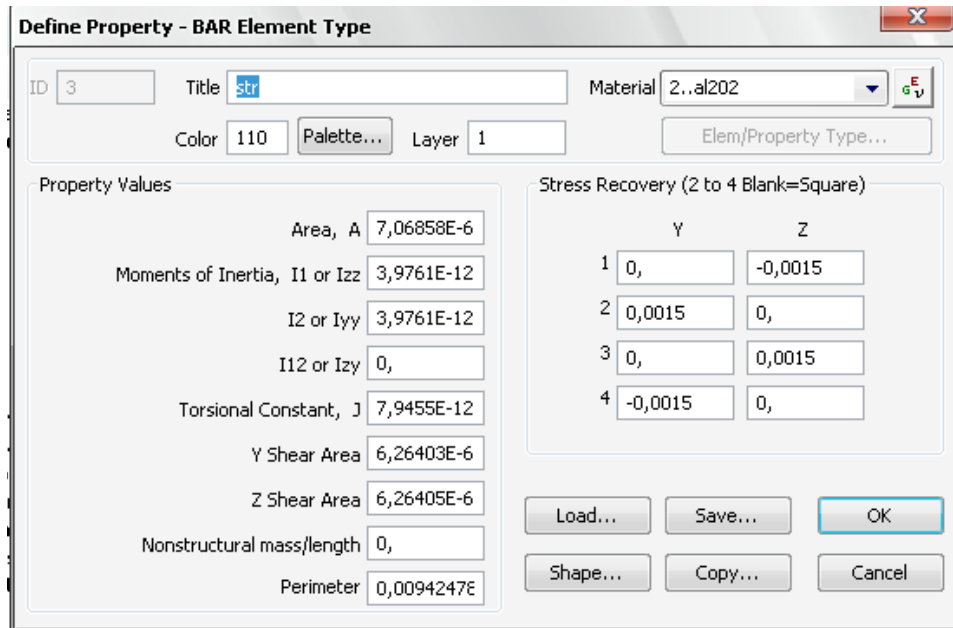 Define Property - BAR Element Type
ID 3 Title str Material 2..al202 G E ν
Color 110 Palette... Layer 1 Elem/Property Type...
Property Values
Area, A 7,06858E-6
Moments of Inertia, I1 or Izz 3,9761E-12
I2 or Iyy 3,9761E-12
I12 or Izy 0,
Torsional Constant, J 7,9455E-12
Y Shear Area 6,26403E-6
Z Shear Area 6,26405E-6
Nonstructural mass/length 0,
Perimeter 0,00942478
Stress Recovery (2 to 4 Blank=Square)
Y Z
1 0, -0,0015
2 0,0015 0,
3 0, 0,0015
4 -0,0015 0,
Load... Save... OK
Shape... Copy... Cancel